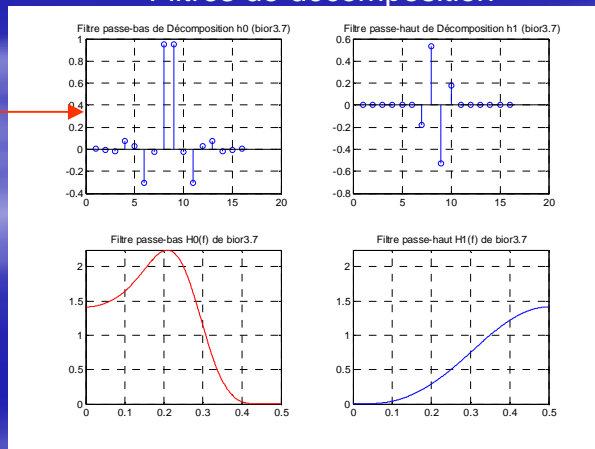 Filtres de décomposition
Filtre passe-bas de Décomposition h0 (bior3.7)
1
0.8
0.6
0.4
0.2
0
-0.2
-0.4
0 5 10 15 20
Filtre passe-haut de Décomposition h1 (bior3.7)
0.6
0.4
0.2
0
-0.2
-0.4
-0.6
-0.8
0 5 10 15 20
Filtre passe-bas H0(f) de bior3.7
2
1.5
1
0.5
0
0 0.1 0.2 0.3 0.4 0.5
Filtre passe-haut H1(f) de bior3.7
2
1.5
1
0.5
0
0 0.1 0.2 0.3 0.4 0.5